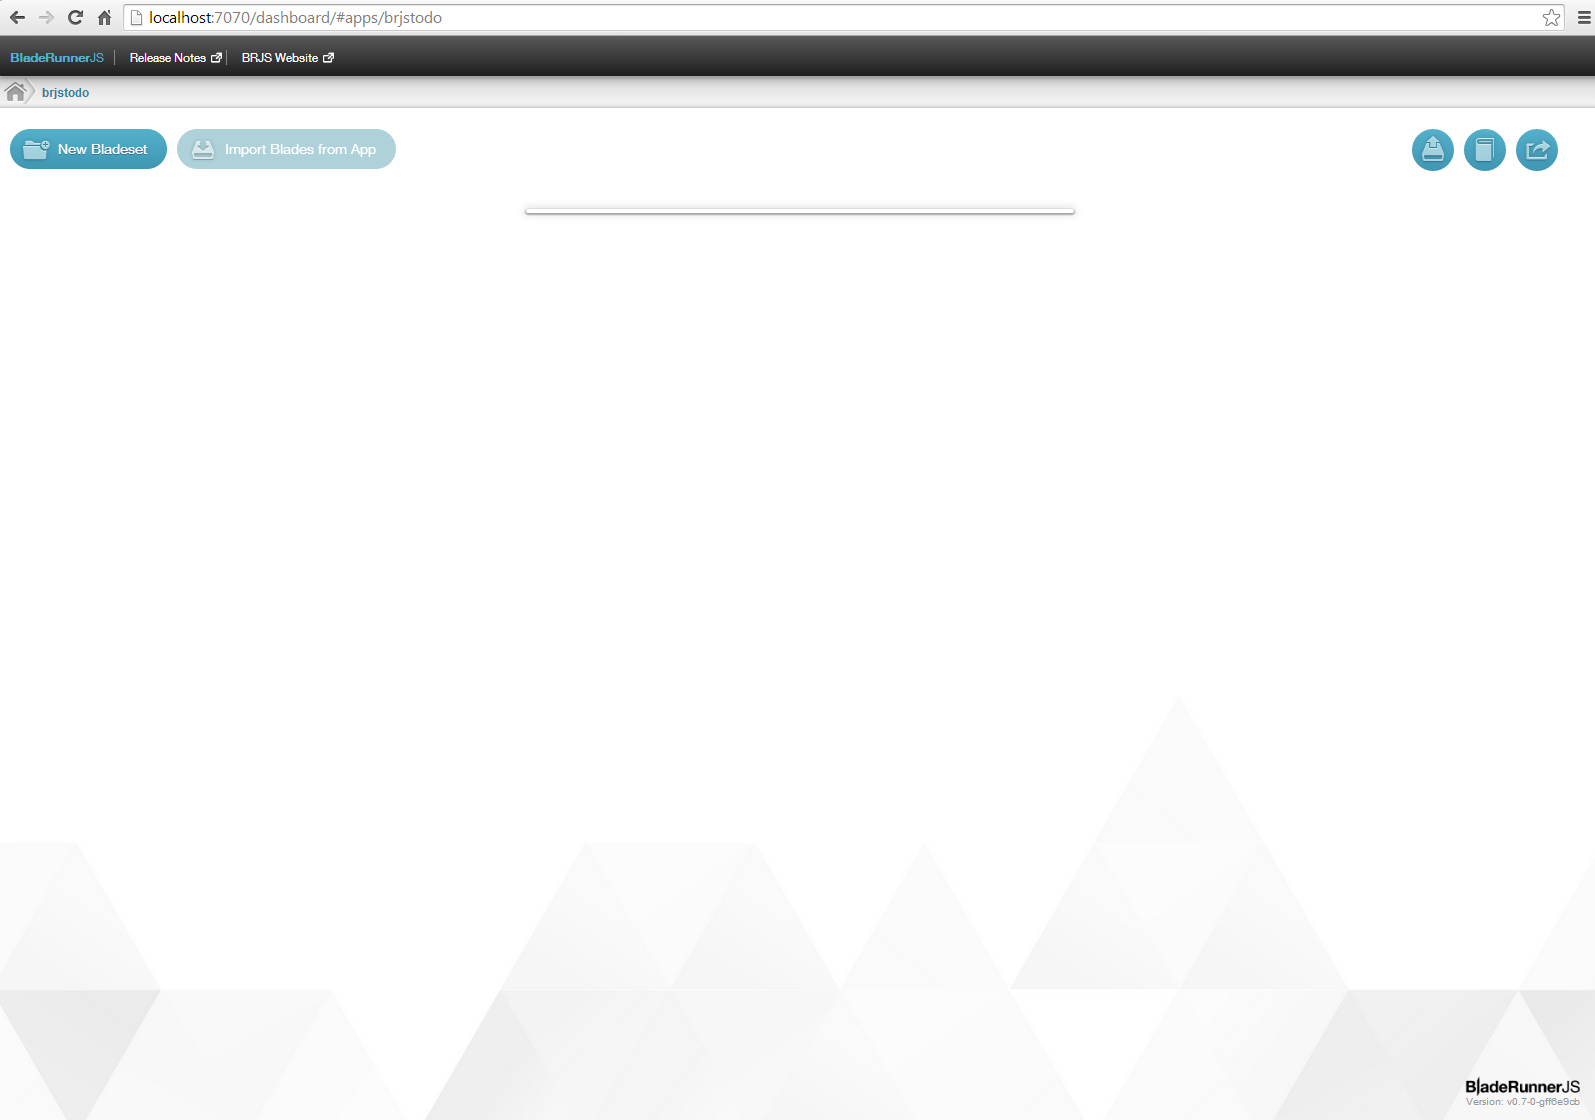 localhost:7070/dashboard/#apps/brjstodo
BladeRunnerJS Release Notes BRJS Website
brjstodo
New Bladeset Import Blades from App
BladeRunnerJS
Version: v0.7-0-gff6e9cb